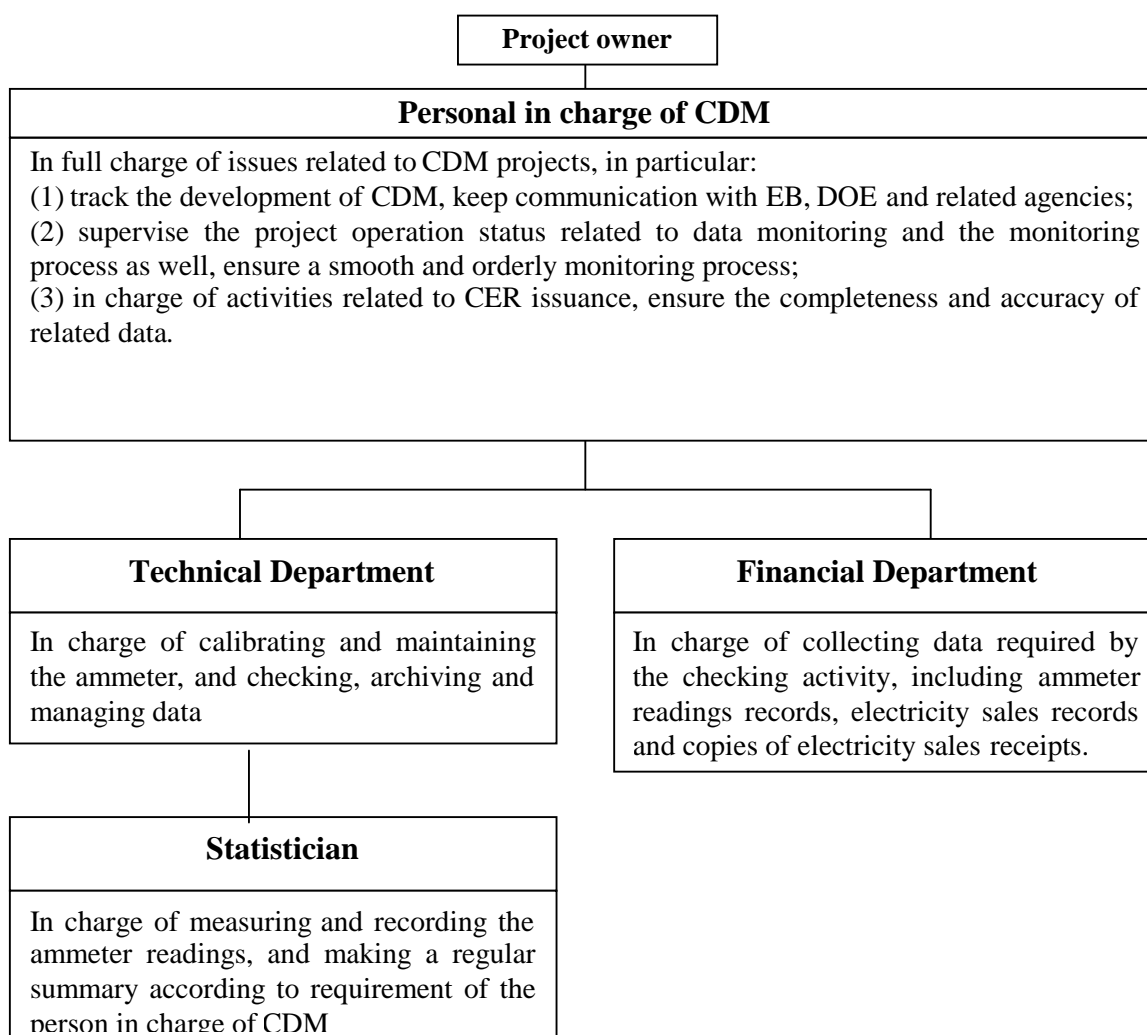 Project owner
Personal in charge of CDM
In full charge of issues related to CDM projects, in particular:
(1) track the development of CDM, keep communication with EB, DOE and related agencies;
(2) supervise the project operation status related to data monitoring and the monitoring
process as well, ensure a smooth and orderly monitoring process;
(3) in charge of activities related to CER issuance, ensure the completeness and accuracy of
related data.
Technical Department
In charge of calibrating and maintaining
the ammeter, and checking, archiving and
managing data
Financial Department
In charge of collecting data required by
the checking activity, including ammeter
readings records, electricity sales records
and copies of electricity sales receipts.
Statistician
In charge of measuring and recording the
ammeter readings, and making a regular
summary according to requirement of the
person in charge of CDM